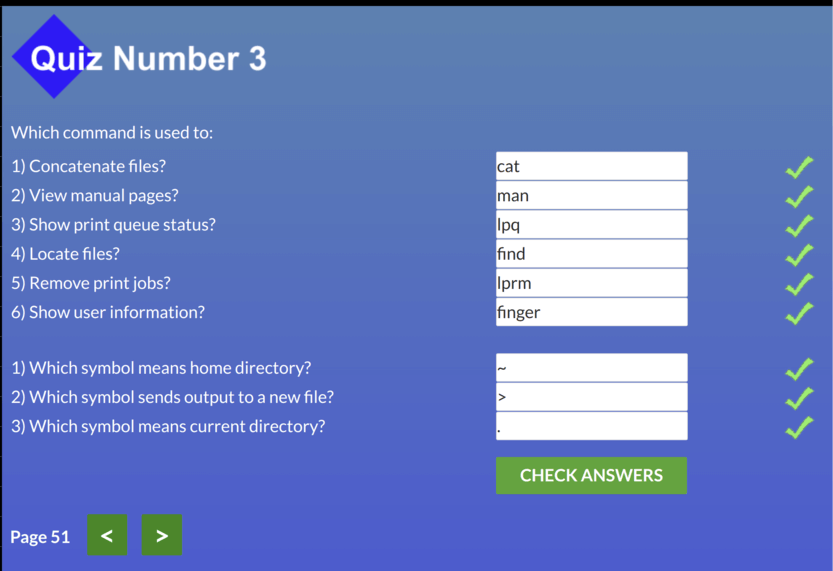 Quiz Number 3
Which command is used to:
1) Concatenate files? cat
2) View manual pages? man
3) Show print queue status? lpq
4) Locate files? find
5) Remove print jobs? lprm
6) Show user information? finger
1) Which symbol means home directory? ~
2) Which symbol sends output to a new file? >
3) Which symbol means current directory? .
CHECK ANSWERS
Page 51 < >